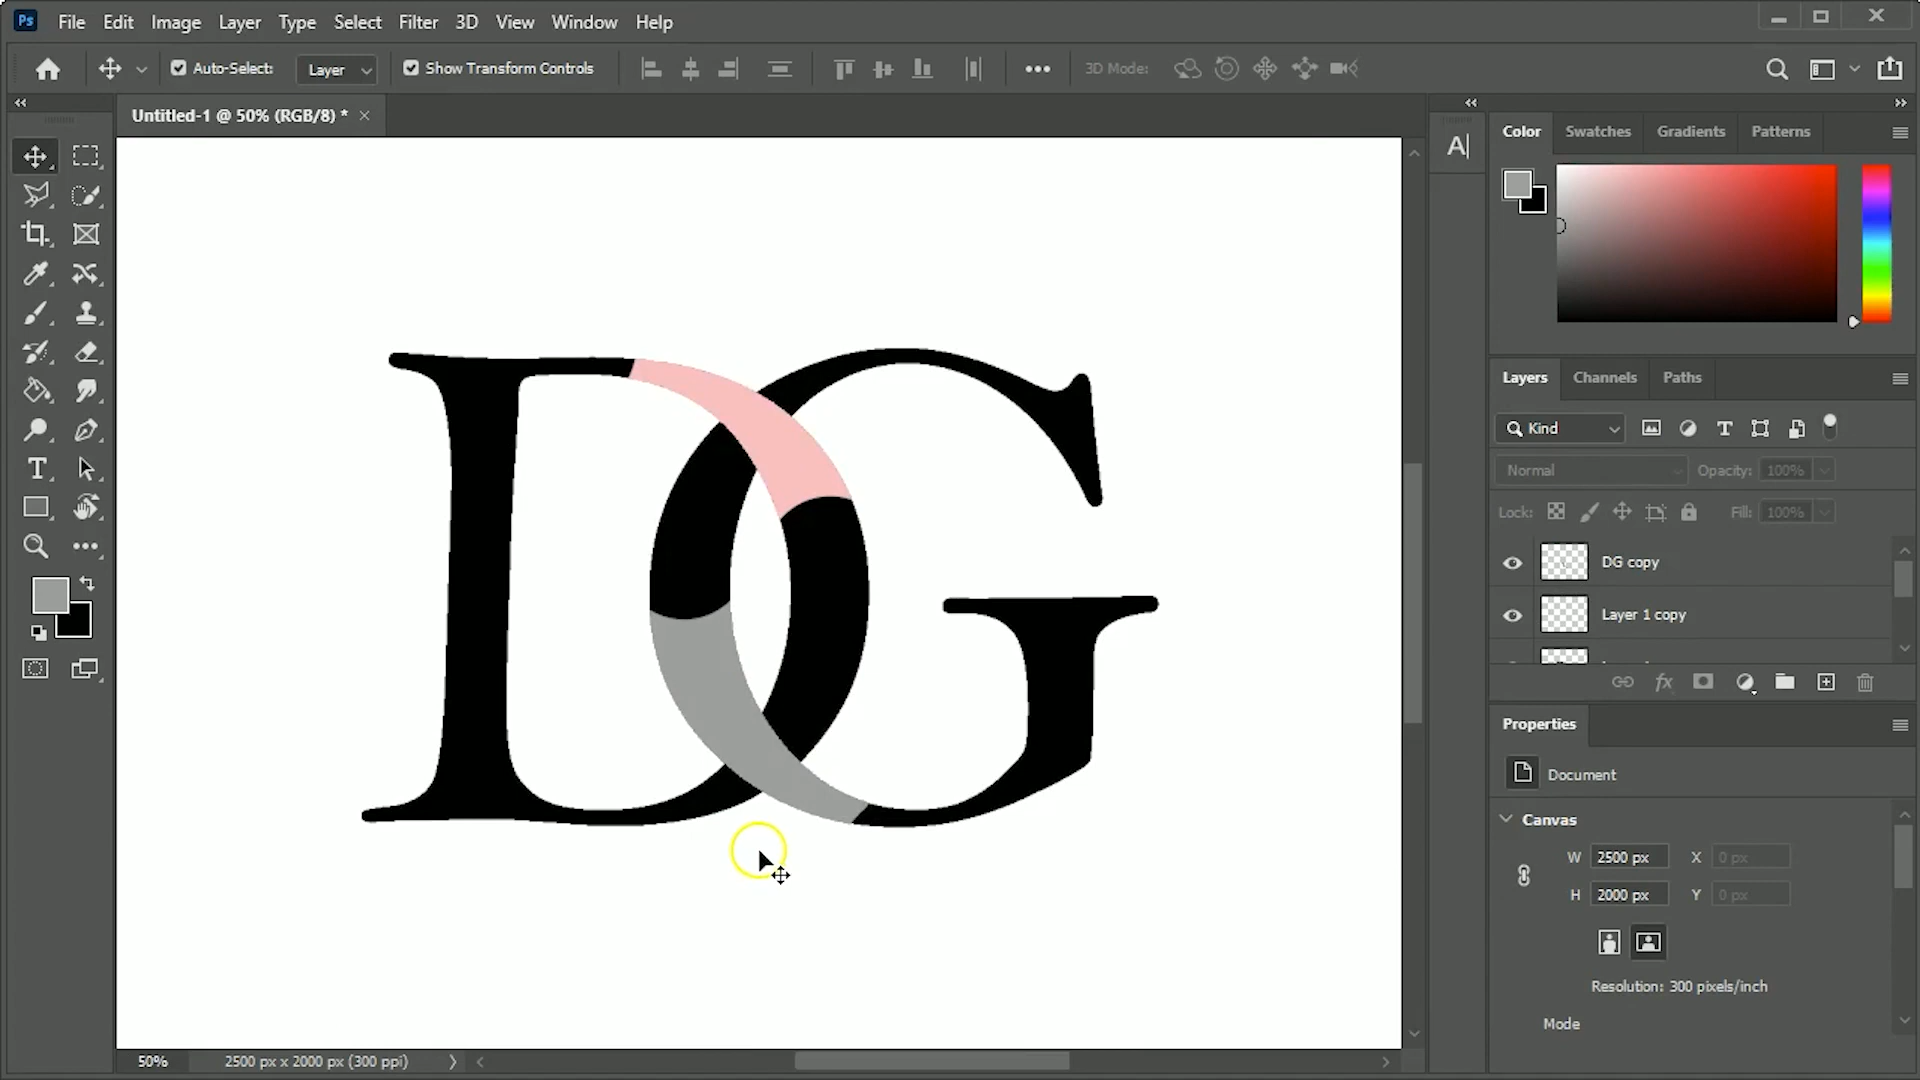 Ps File Edit Image Layer Type Select Filter 3D View Window Help
Auto-Select: Layer Show Transform Controls 3D Mode:
Untitled-1 @ 50% (RGB/8) *
Color Swatches Gradients Patterns
DG
Layers Channels Paths
Kind
Normal Opacity: 100%
Lock: Fill: 100%
DG copy
Layer 1 copy
Properties
Document
Canvas
W 2500 px X 0 px
H 2000 px Y 0 px
Resolution: 300 pixels/inch
Mode
50% 2500 px x 2000 px (300 ppi)